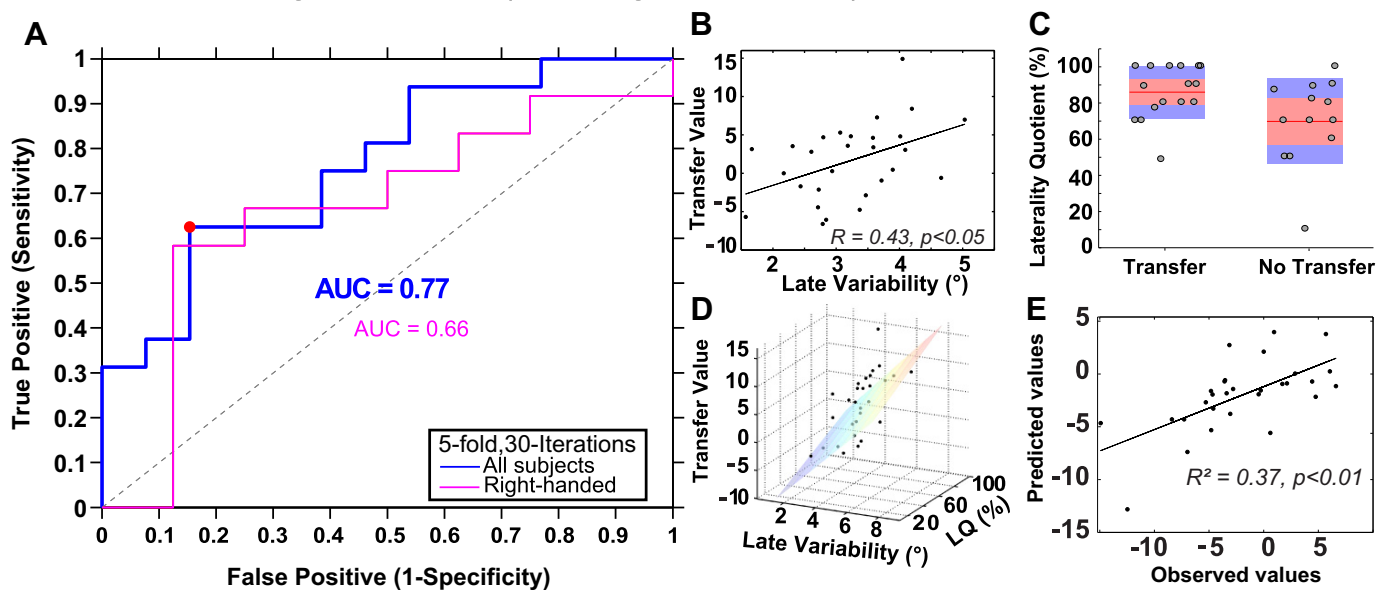 A
True Positive (Sensitivity)
1
0.9
0.8
0.7
0.6
0.5
0.4
0.3
0.2
0.1
0
AUC = 0.77
AUC = 0.66
5-fold,30-Iterations
All subjects
Right-handed
0 0.1 0.2 0.3 0.4 0.5 0.6 0.7 0.8 0.9 1
False Positive (1-Specificity)
B
Transfer Value
15
10
5
0
-5
-10
R = 0.43, p<0.05
2 3 4 5
Late Variability (°)
C
Laterality Quotient (%)
100
80
60
40
20
0
Transfer No Transfer
D
Transfer Value
15
10
5
0
-5
-10
2 4 6 8
Late Variability (°)
20 60 100
LQ (%)
E
Predicted values
5
0
-5
-10
-15
R² = 0.37, p<0.01
-10 -5 0 5
Observed values